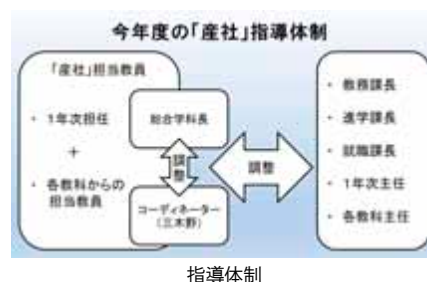 今年度の「産社」指導体制
「産社」担当教員
・ 1年次担任
+
・ 各教科からの
担当教員
総合学科長
調整
コーディネーター
(三木野)
調整
・ 教務課長
・ 進学課長
・ 就職課長
・ 1年次主任
・ 各教科主任
指導体制